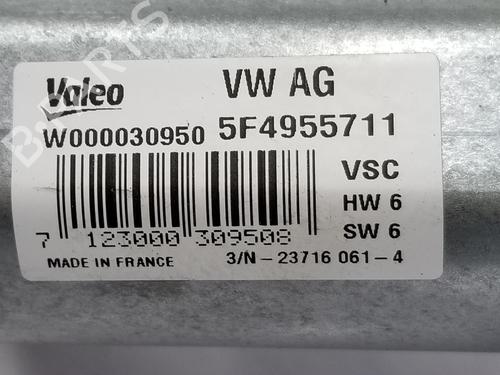 Valeo
VW AG
W000030950 5F4955711
VSC
HW 6
SW 6
7 123000 309508
MADE IN FRANCE
3/N - 23716 061 - 4